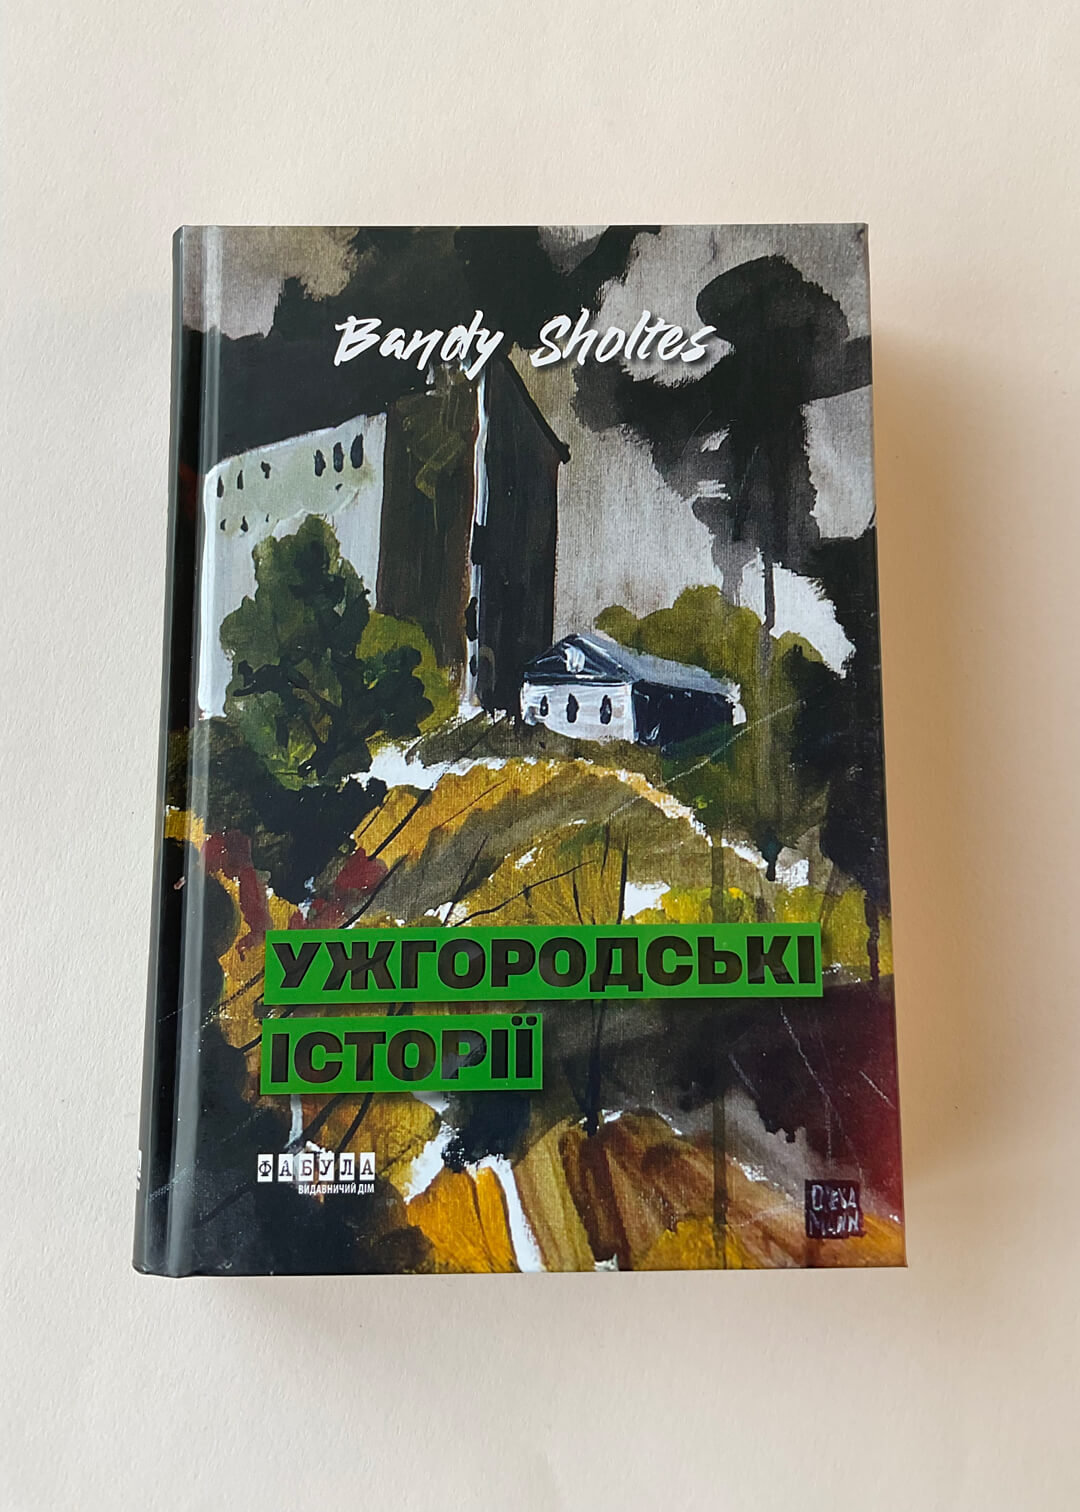 Bandy Sholtes
УЖГОРОДСЬКІ
ІСТОРІЇ
ФАБУЛА
ВИДАВНИЧИЙ ДІМ